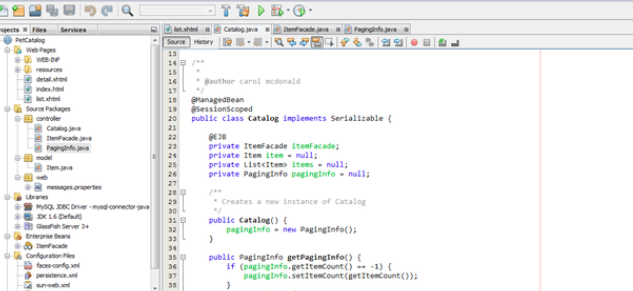 Projects
Files
Services
PetCatalog
Web Pages
WEB-INF
resources
detail.xhtml
index.html
list.xhtml
Source Packages
controller
Catalog.java
ItemFacade.java
PagingInfo.java
model
Item.java
web
messages.properties
Libraries
MySQL JDBC Driver - mysql-connector-java
JDK 1.6 (Default)
GlassFish Server 3+
Enterprise Beans
ItemFacade
Configuration Files
faces-config.xml
persistence.xml
sun-web.xml
list.xhtml
Catalog.java
ItemFacade.java
PagingInfo.java
Source
History
13
14 /**
15 *
16 * @author carol mcdonald
17 */
18 @ManagedBean
19 @SessionScoped
20 public class Catalog implements Serializable {
21
22 @EJB
23 private ItemFacade itemFacade;
24 private Item item = null;
25 private List<Item> items = null;
26 private PagingInfo pagingInfo = null;
27
28 /**
29 * Creates a new instance of Catalog
30 */
31 public Catalog() {
32 pagingInfo = new PagingInfo();
33 }
34
35 public PagingInfo getPagingInfo() {
36 if (pagingInfo.getItemCount() == -1) {
37 pagingInfo.setItemCount(getItemCount());
38 }